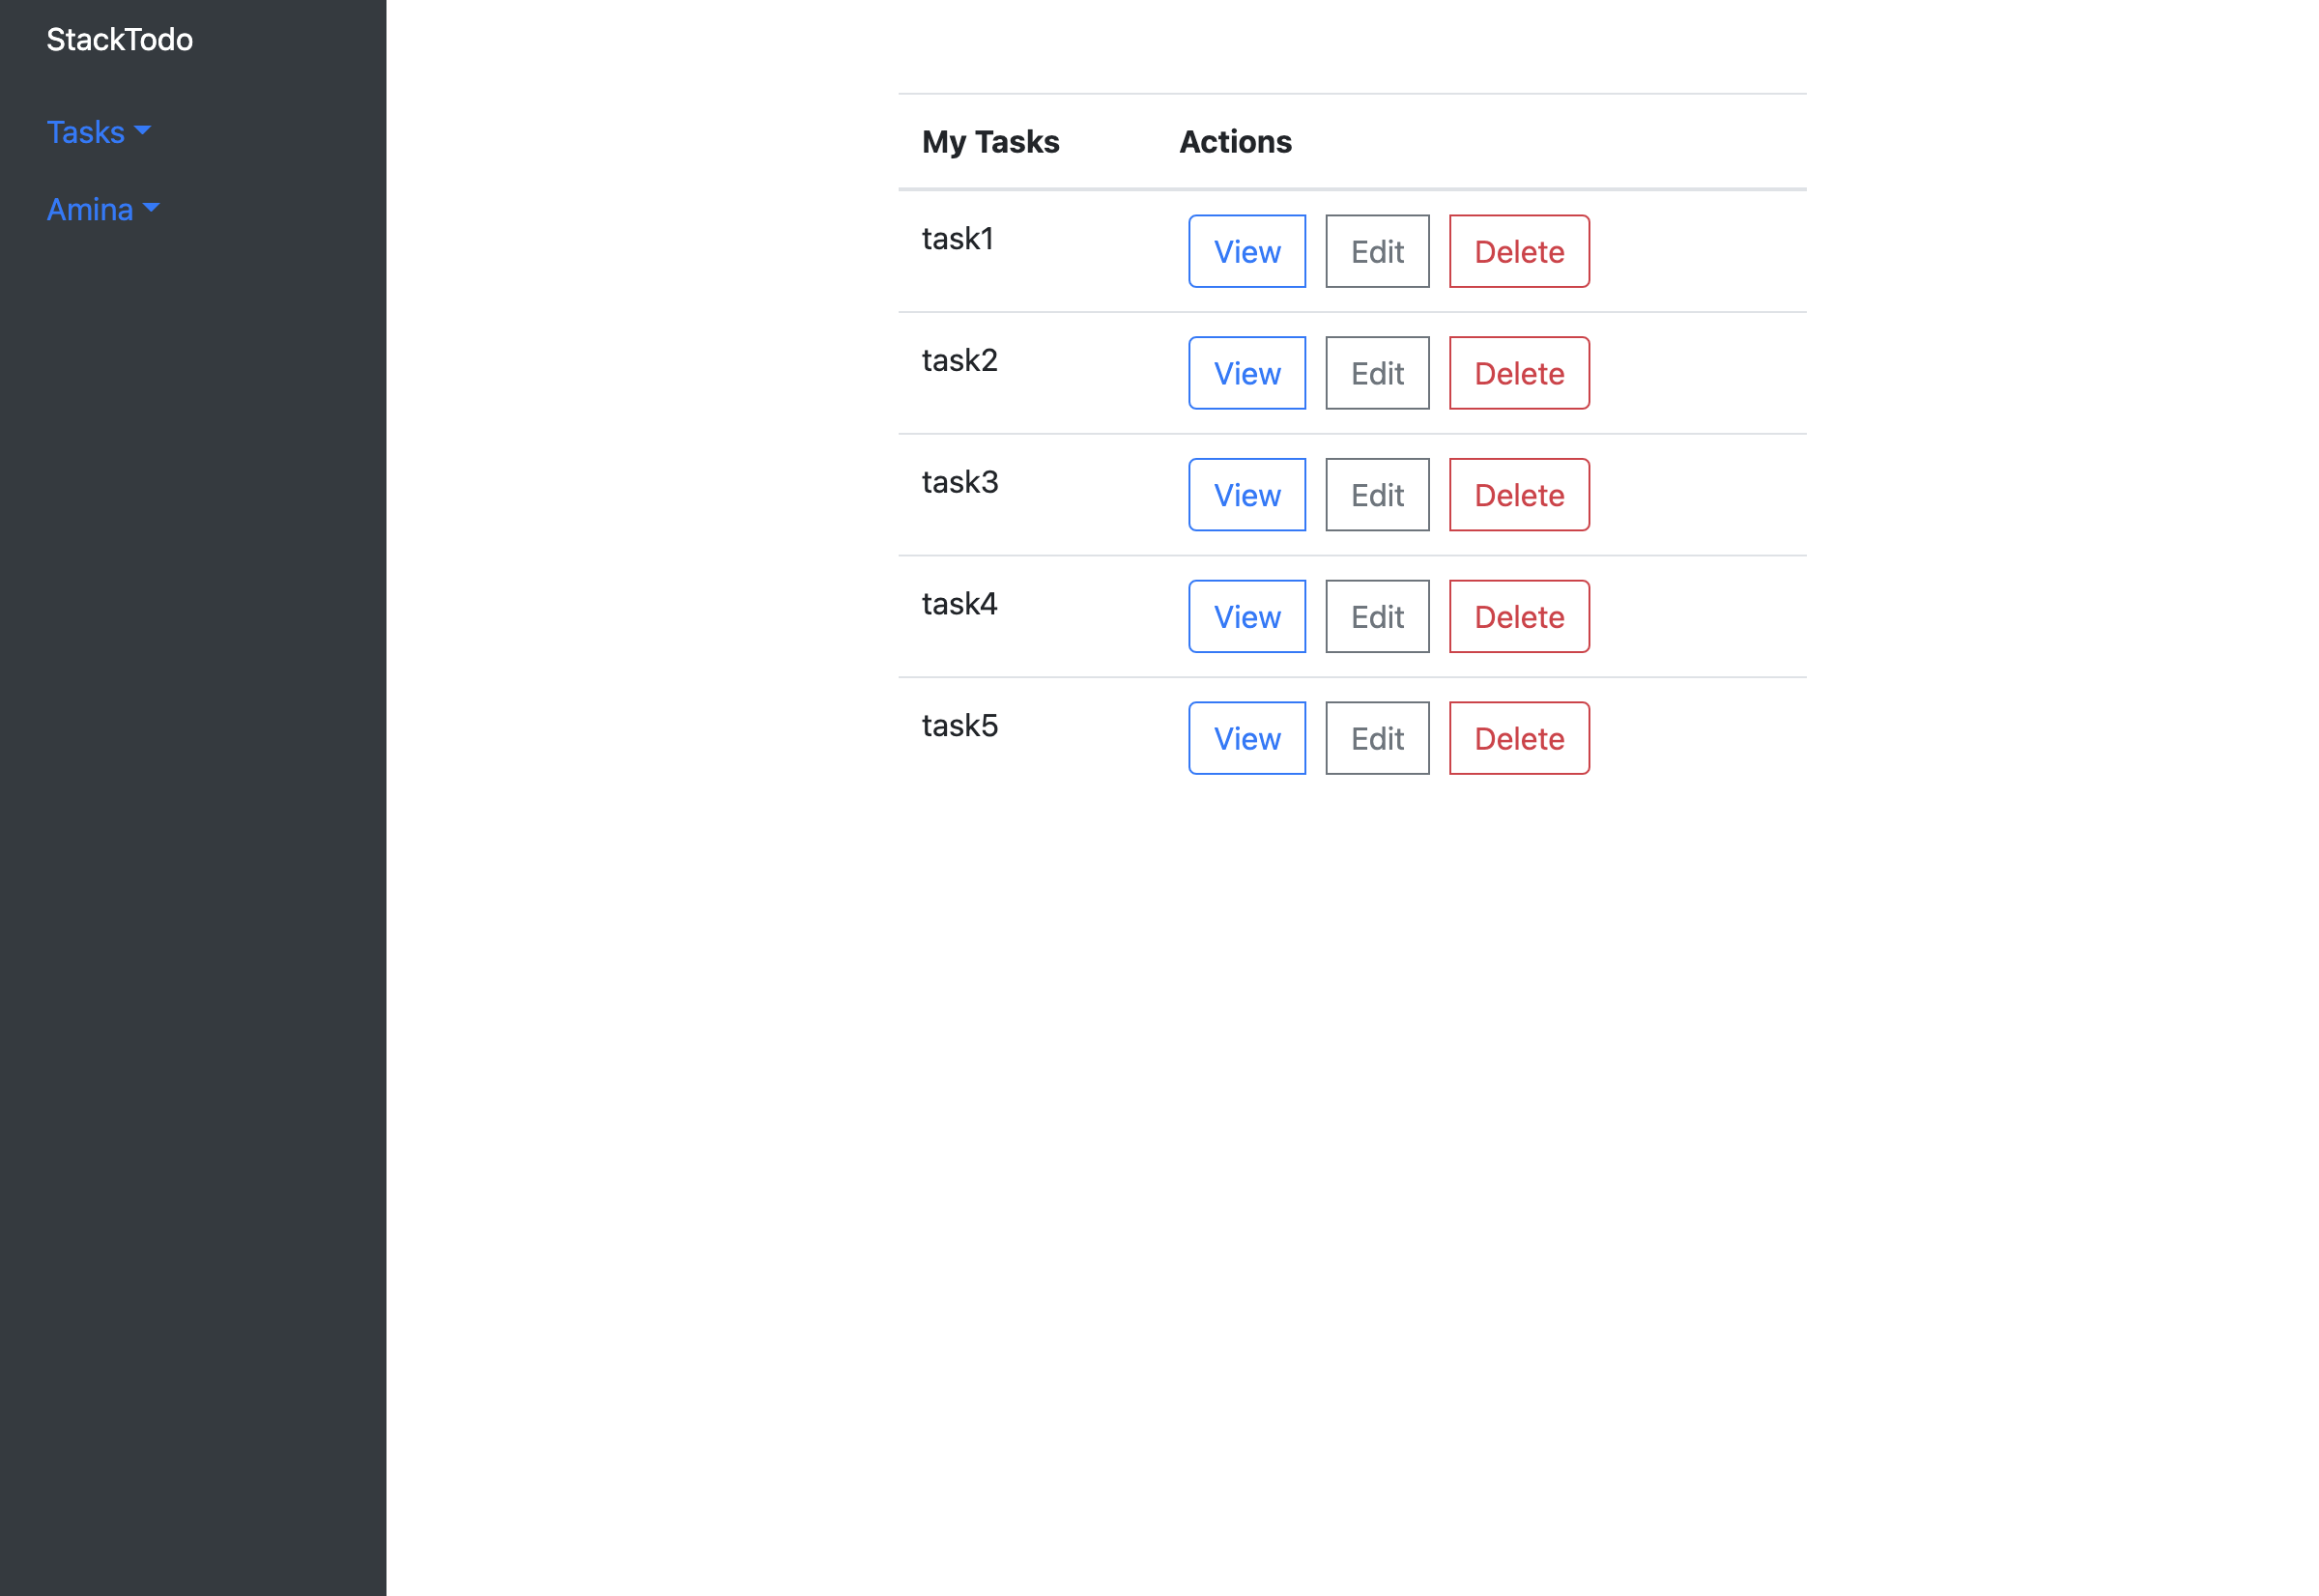 StackTodo
Tasks
Amina
My Tasks Actions
task1 View Edit Delete
task2 View Edit Delete
task3 View Edit Delete
task4 View Edit Delete
task5 View Edit Delete